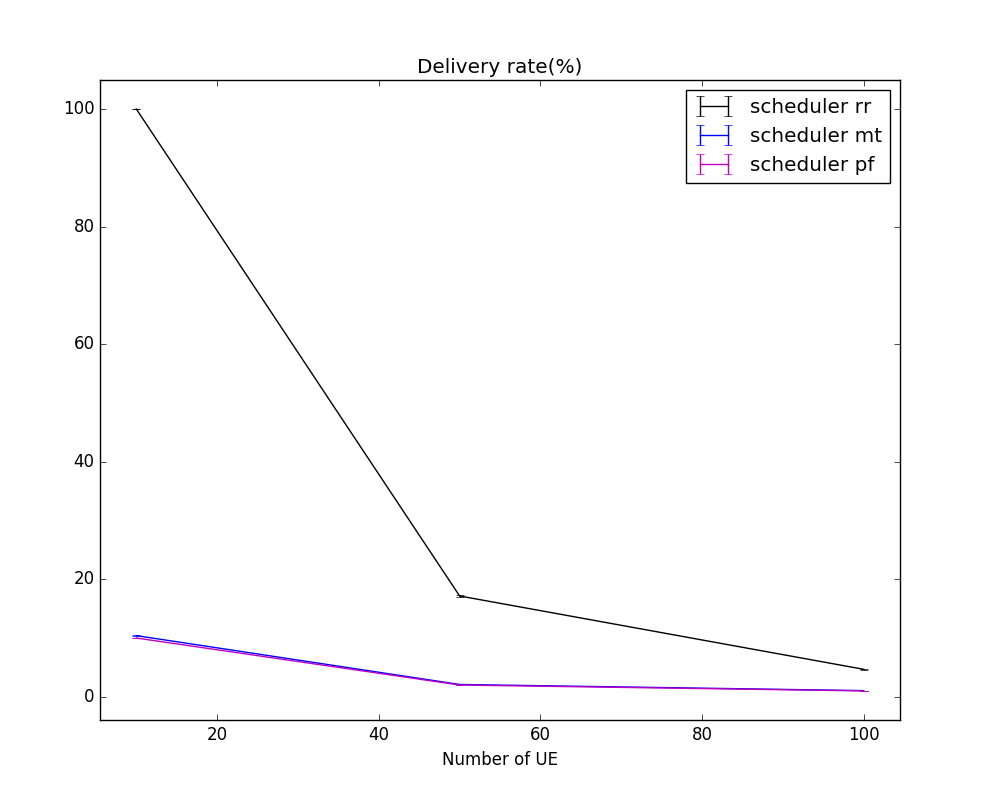 Delivery rate(%)
scheduler rr
scheduler mt
scheduler pf
100
80
60
40
20
0
20 40 60 80 100
Number of UE